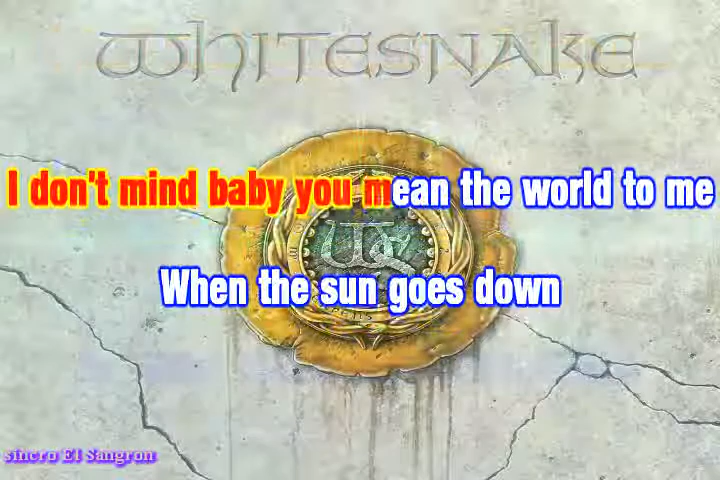 WHITESNAKE
I don't mind baby you mean the world to me
When the sun goes down
sincro El Sangron